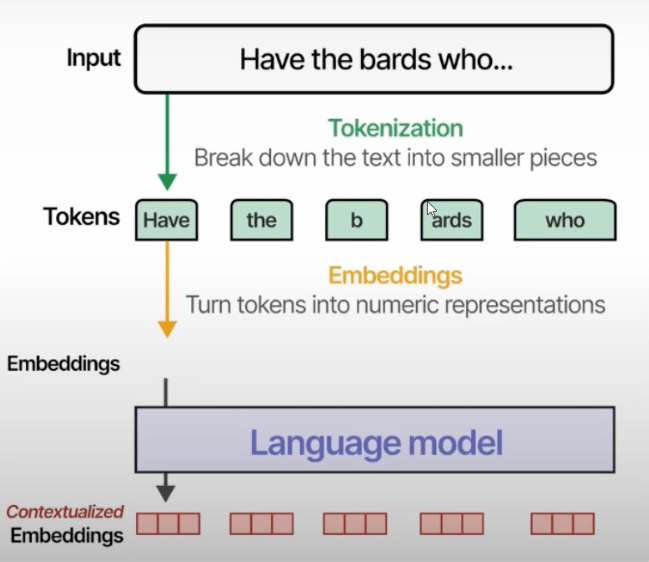 Input
Have the bards who...
Tokenization
Break down the text into smaller pieces
Tokens
Have the b ards who
Embeddings
Turn tokens into numeric representations
Embeddings
Language model
Contextualized
Embeddings